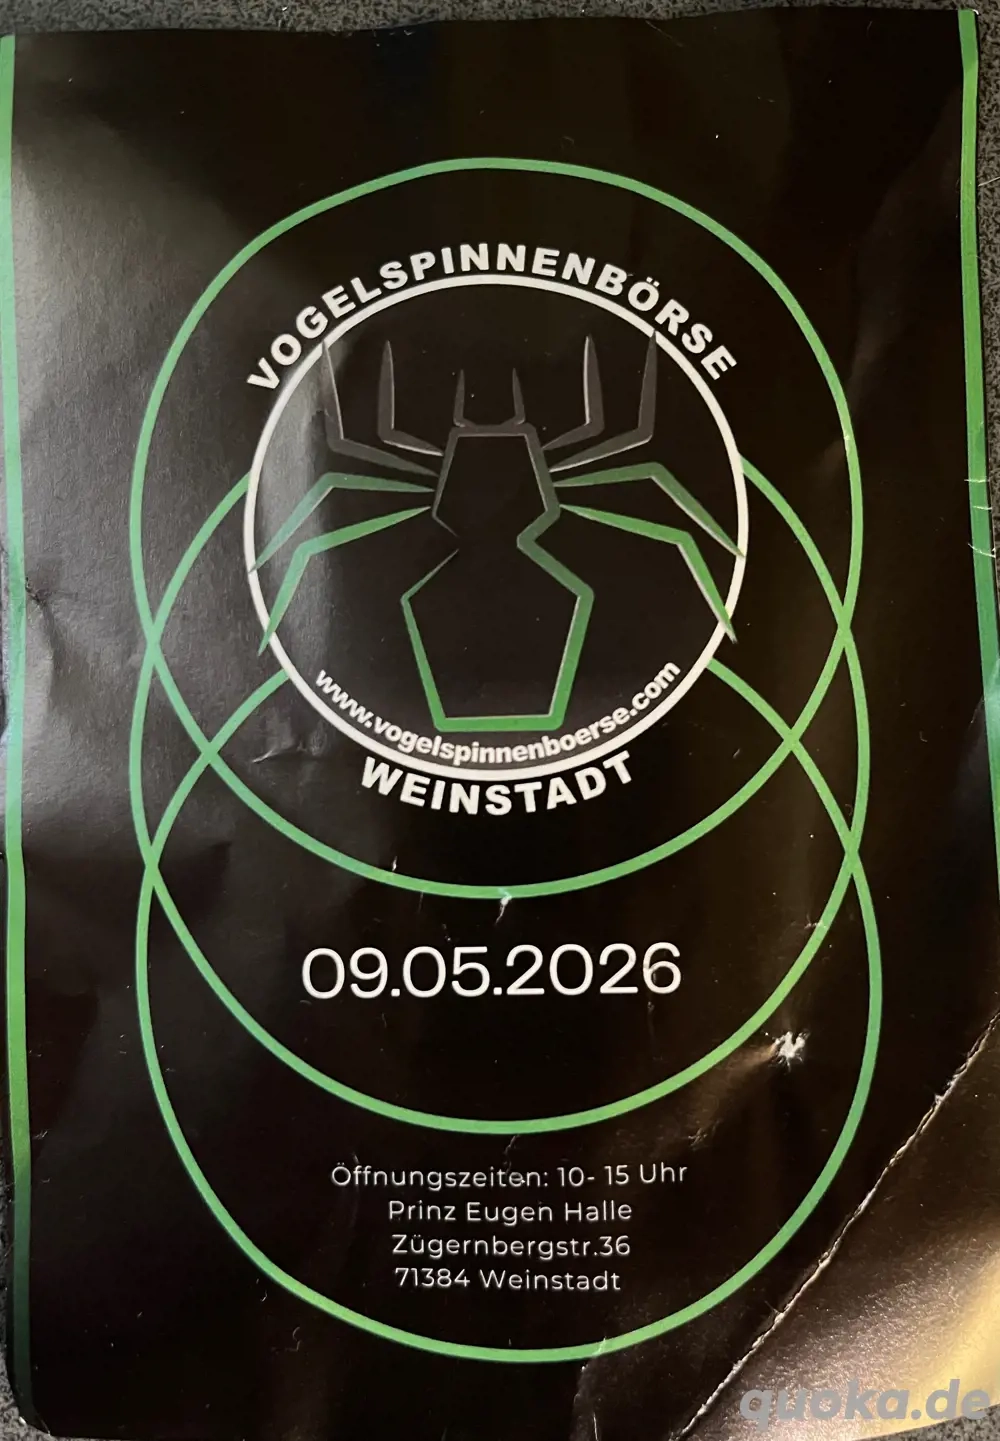 VOGELSPINNENBÖRSE
www.vogelspinnenboerse.com
WEINSTADT
09.05.2026
Öffnungszeiten: 10- 15 Uhr
Prinz Eugen Halle
Zügernbergstr.36
71384 Weinstadt
quoka.de